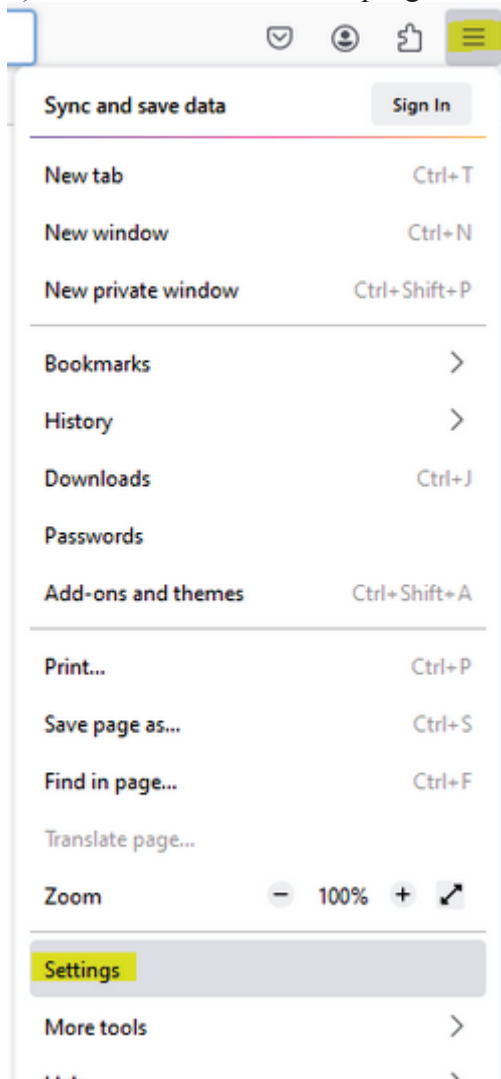 Sync and save data Sign In
New tab Ctrl+T
New window Ctrl+N
New private window Ctrl+Shift+P
Bookmarks
History
Downloads Ctrl+J
Passwords
Add-ons and themes Ctrl+Shift+A
Print... Ctrl+P
Save page as... Ctrl+S
Find in page... Ctrl+F
Translate page...
Zoom − 100% +
Settings
More tools